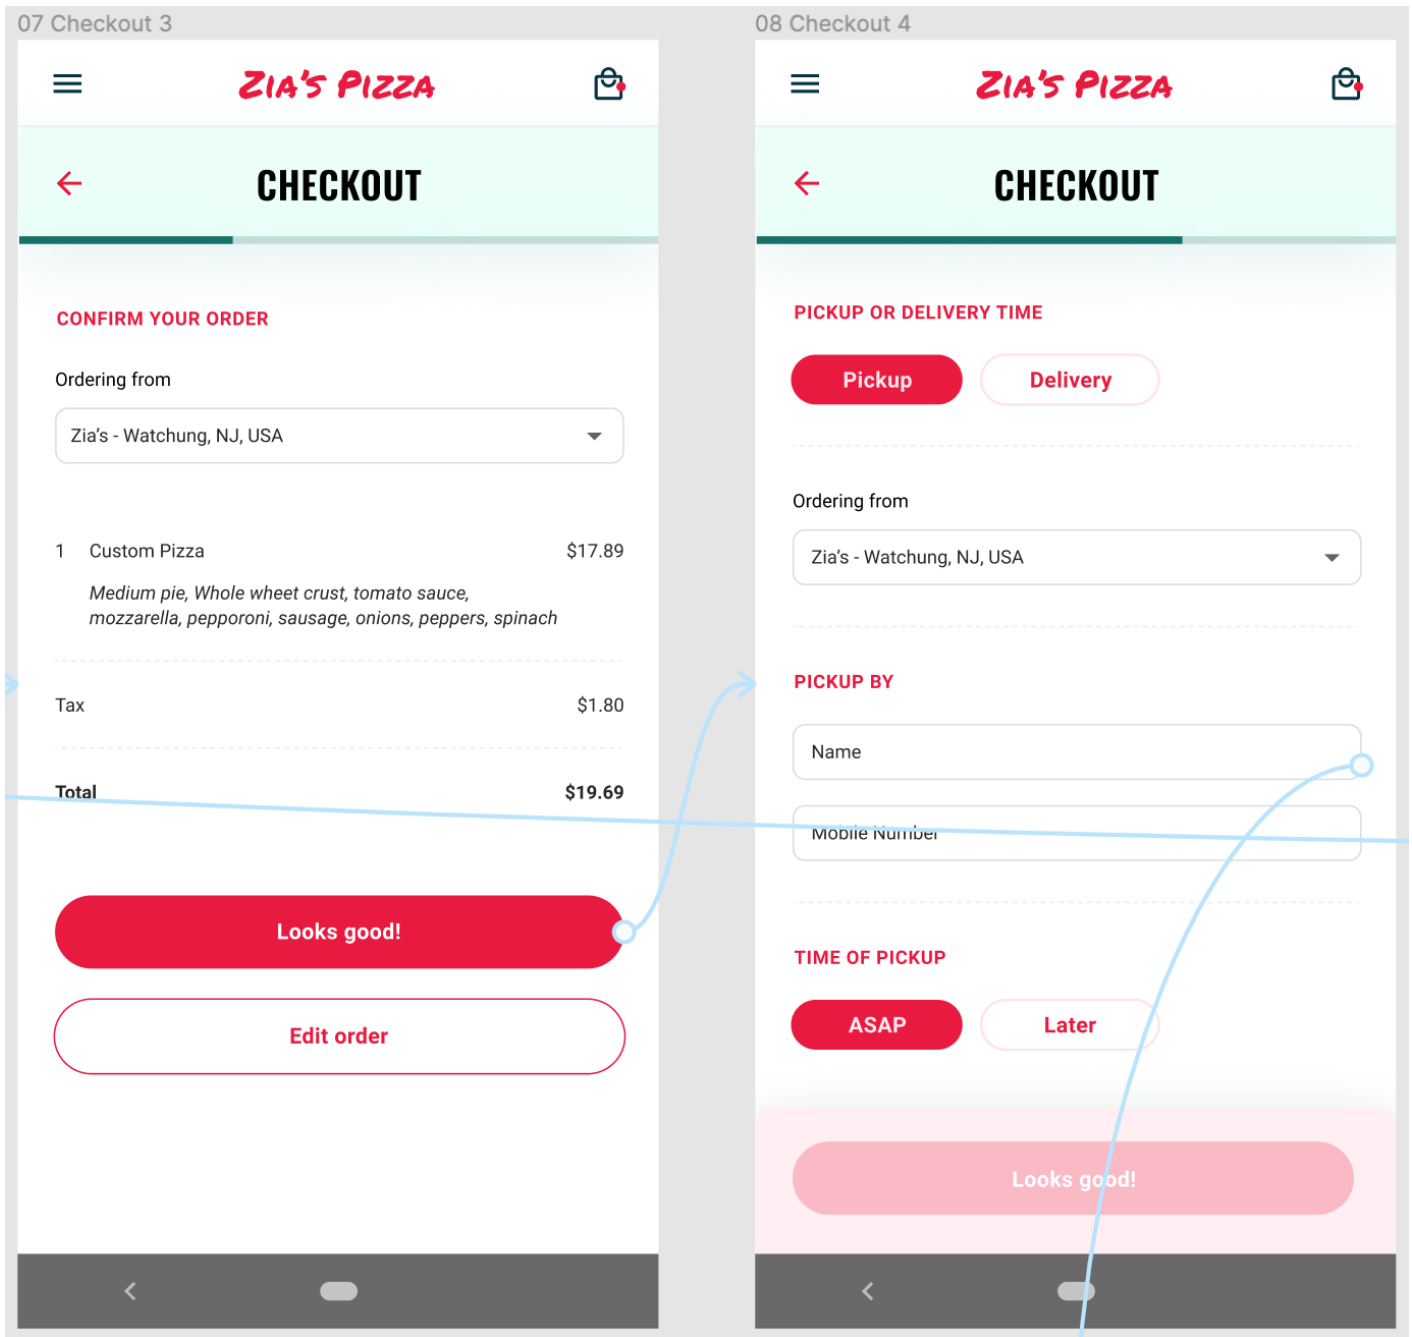 07 Checkout 3
ZIA'S PIZZA
CHECKOUT
CONFIRM YOUR ORDER
Ordering from
Zia's - Watchung, NJ, USA
1 Custom Pizza $17.89
Medium pie, Whole wheet crust, tomato sauce,
mozzarella, pepporoni, sausage, onions, peppers, spinach
Tax $1.80
Total $19.69
Looks good!
Edit order
08 Checkout 4
ZIA'S PIZZA
CHECKOUT
PICKUP OR DELIVERY TIME
Pickup Delivery
Ordering from
Zia's - Watchung, NJ, USA
PICKUP BY
Name
Mobile Number
TIME OF PICKUP
ASAP Later
Looks good!